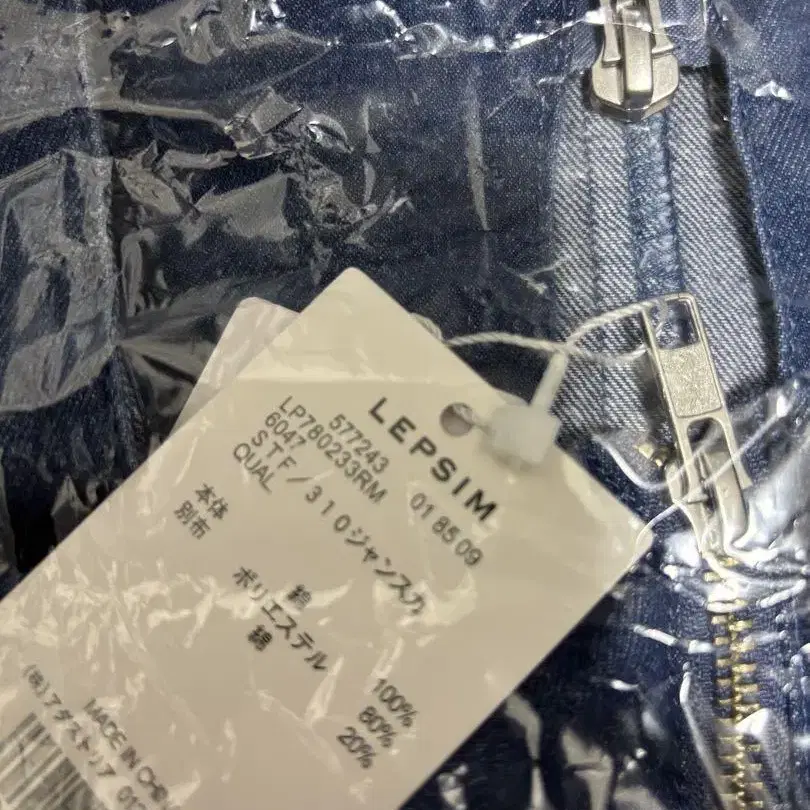 LEPSIM
577243
LP780233RM 01 85 09
6047
STF/310ジャンスカ
QUAL
本体 綿 100%
別布 ポリエステル 80%
綿 20%
MADE IN CHI
(株)アダストリア 012